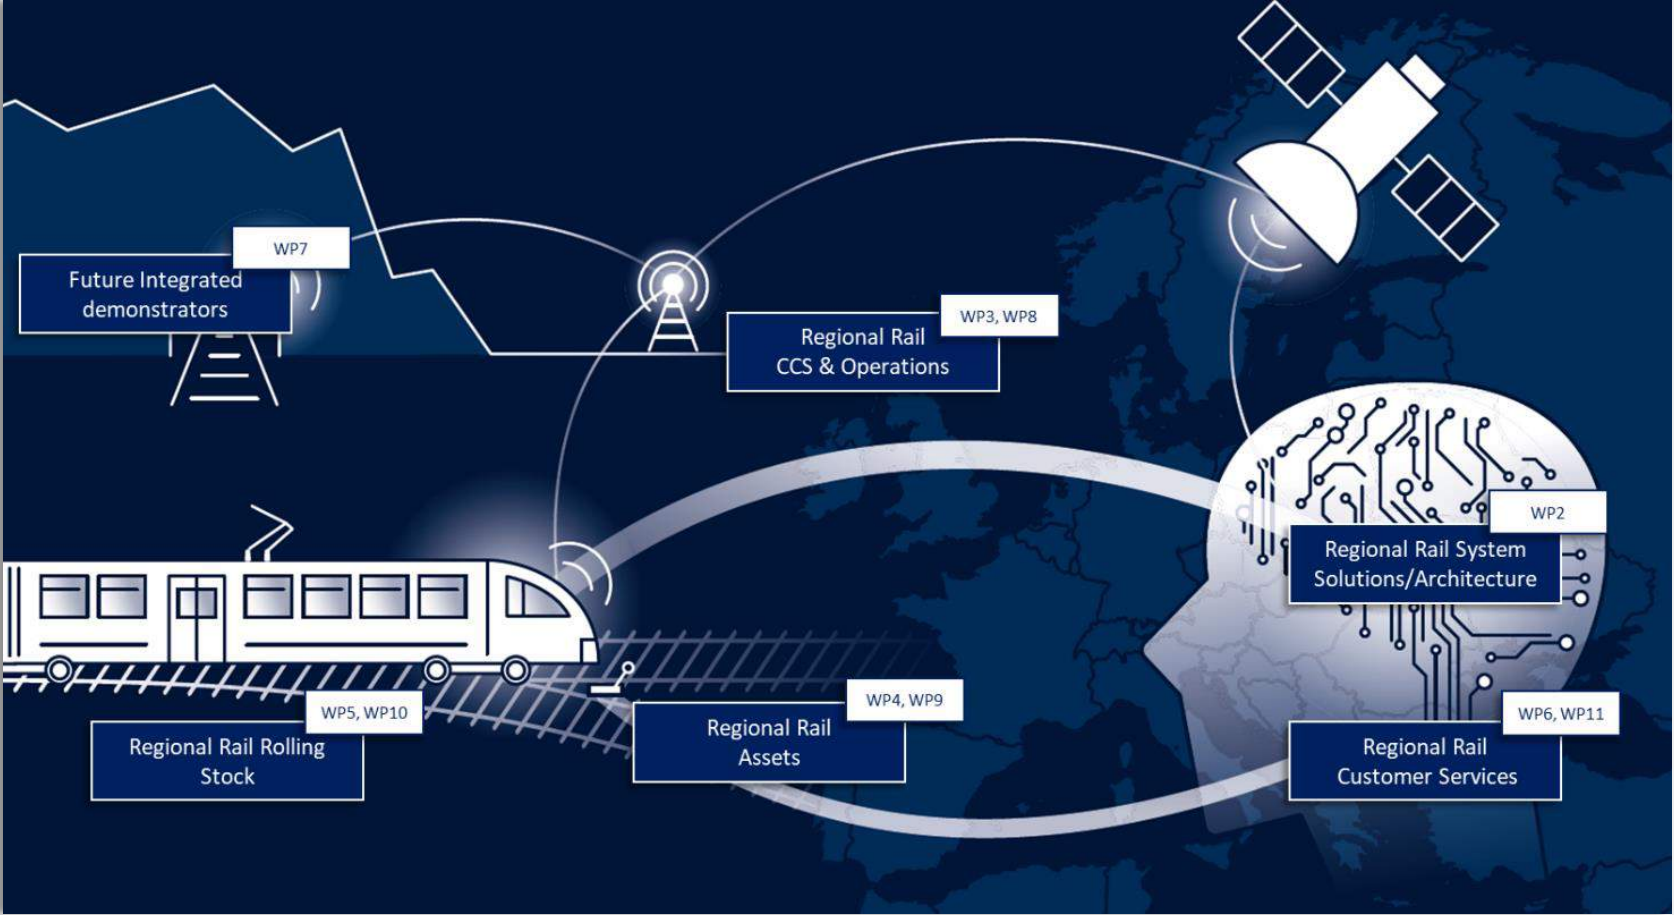 WP7
Future Integrated
demonstrators
WP3, WP8
Regional Rail
CCS & Operations
WP2
Regional Rail System
Solutions/Architecture
WP5, WP10
Regional Rail Rolling
Stock
WP4, WP9
Regional Rail
Assets
WP6, WP11
Regional Rail
Customer Services